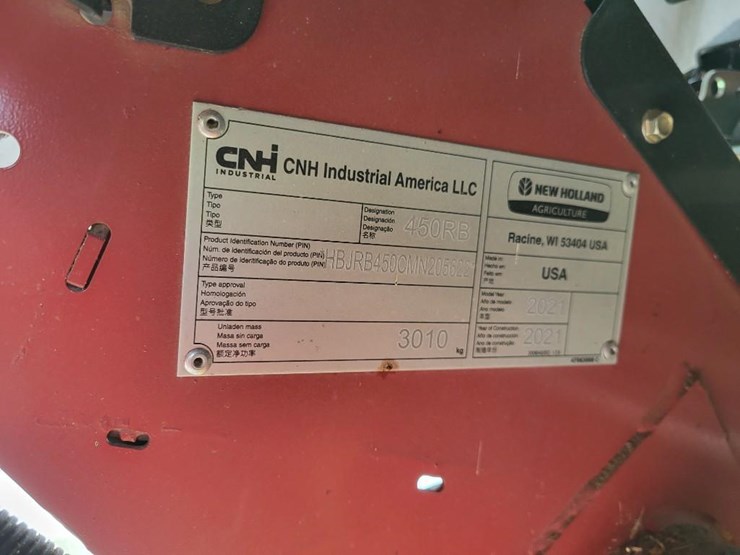 CNH
INDUSTRIAL
CNH Industrial America LLC
Type
Tipo
Tipo
类型
Designation
Designación
Designação
名称
450RB
Product Identification Number (PIN)
Núm. de identificación del producto (PIN)
Número de identificação do produto (PIN)
产品编号
Type approval
Homologación
Aprovação do tipo
型号批准
Unladen mass
Masa sin carga
Massa sem carga
额定净功率
3010 kg
NEW HOLLAND
AGRICULTURE
Racine, WI 53404 USA
Made in
Hecho en
Feito em
产地
USA
Model Year
Año de modelo
Ano modelo
年型
2021
Year of Construction
Año de construcción
Ano de construção
制造年份
2021